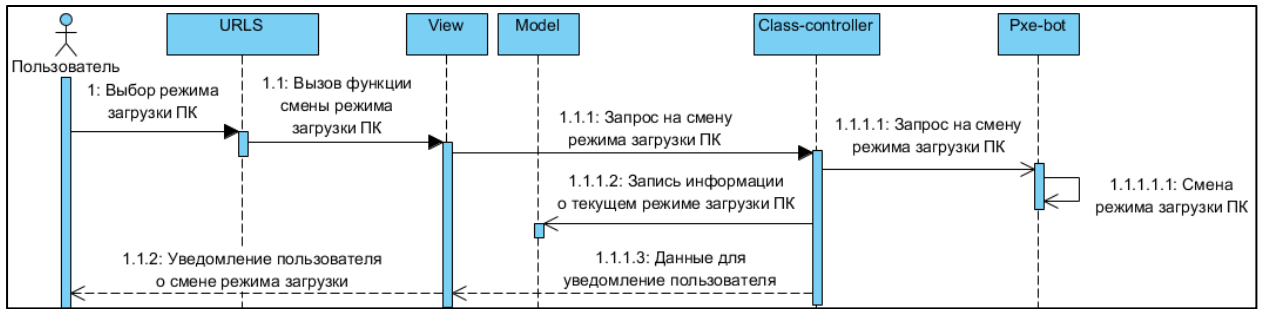 URLS
View
Model
Class-controller
Pxe-bot
Пользователь
1: Выбор режима
загрузки ПК
1.1: Вызов функции
смены режима
загрузки ПК
1.1.1: Запрос на смену
режима загрузки ПК
1.1.1.1: Запрос на смену
режима загрузки ПК
1.1.1.1.1: Смена
режима загрузки ПК
1.1.1.2: Запись информации
о текущем режиме загрузки ПК
1.1.2: Уведомление пользователя
о смене режима загрузки
1.1.1.3: Данные для
уведомление пользователя